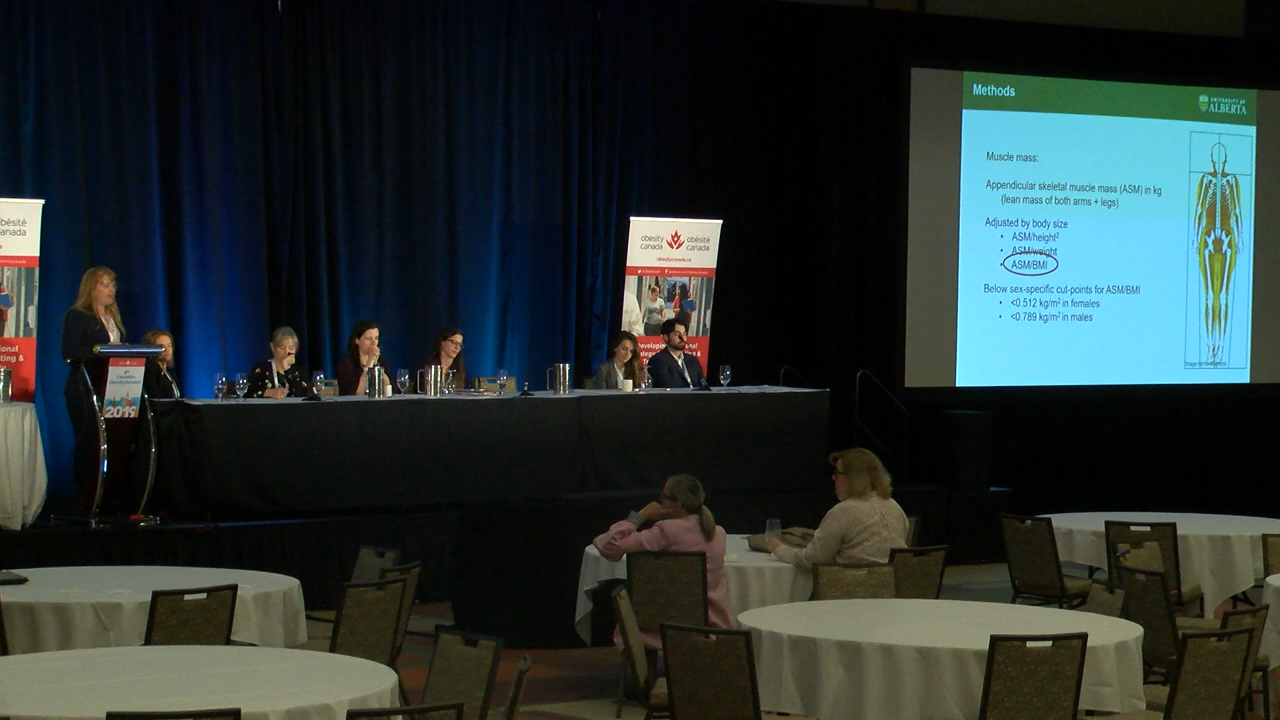 Methods
UNIVERSITY OF
ALBERTA
Muscle mass:
Appendicular skeletal muscle mass (ASM) in kg
(lean mass of both arms + legs)
Adjusted by body size
• ASM/height²
• ASM/weight
• ASM/BMI
Below sex-specific cut-points for ASM/BMI
• <0.512 kg/m² in females
• <0.789 kg/m² in males
obésité
canada
obesity
canada
obésité
canada
obesitycanada.ca
2019